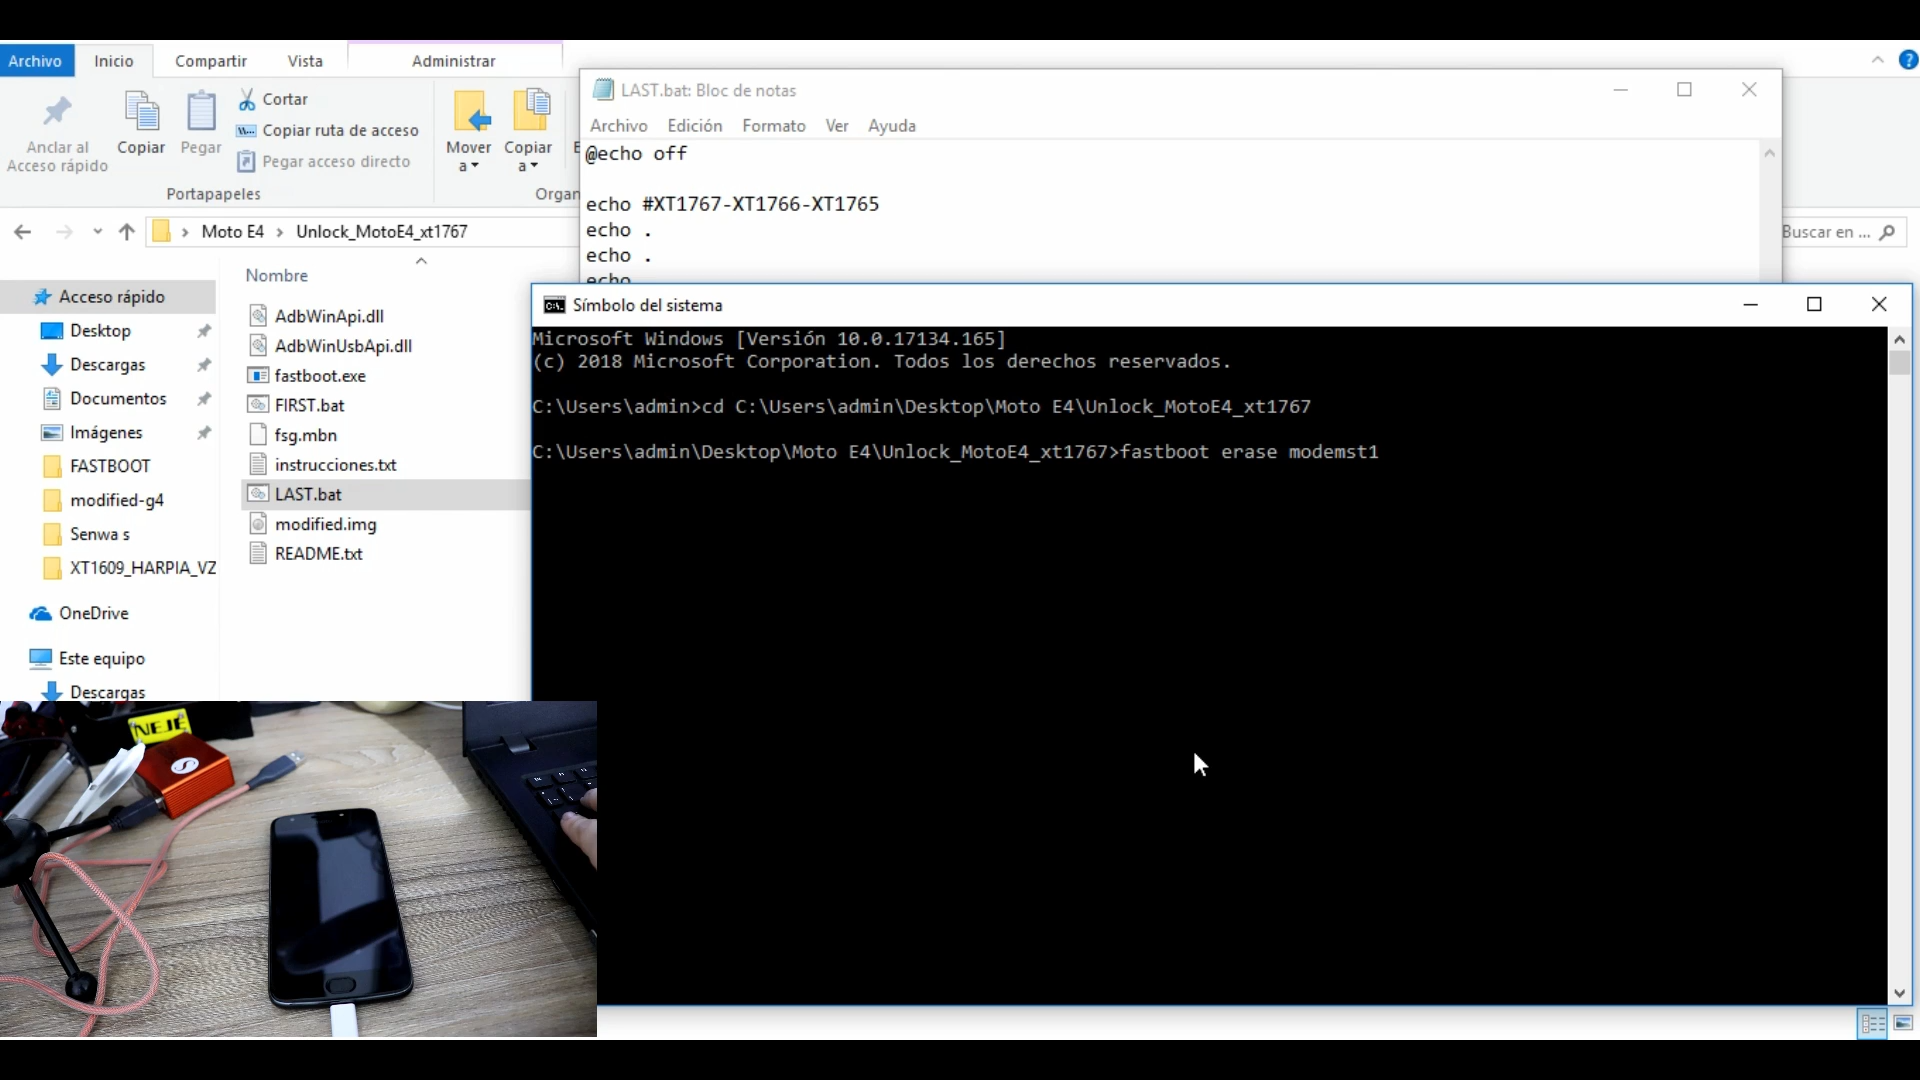 Archivo
Inicio
Compartir
Vista
Administrar
Anclar al
Acceso rápido
Copiar
Pegar
Cortar
Copiar ruta de acceso
Pegar acceso directo
Portapapeles
Mover
a
Copiar
a
Organ
Moto E4 > Unlock_MotoE4_xt1767
Buscar en ...
LAST.bat: Bloc de notas
Archivo Edición Formato Ver Ayuda
@echo off
echo #XT1767-XT1766-XT1765
echo .
echo .
echo
Acceso rápido
Desktop
Descargas
Documentos
Imágenes
FASTBOOT
modified-g4
Senwa s
XT1609_HARPIA_VZ
OneDrive
Este equipo
Descargas
Nombre
AdbWinApi.dll
AdbWinUsbApi.dll
fastboot.exe
FIRST.bat
fsg.mbn
instrucciones.txt
LAST.bat
modified.img
README.txt
Símbolo del sistema
Microsoft Windows [Versión 10.0.17134.165]
(c) 2018 Microsoft Corporation. Todos los derechos reservados.
C:\Users\admin>cd C:\Users\admin\Desktop\Moto E4\Unlock_MotoE4_xt1767
C:\Users\admin\Desktop\Moto E4\Unlock_MotoE4_xt1767>fastboot erase modemst1
NEJE